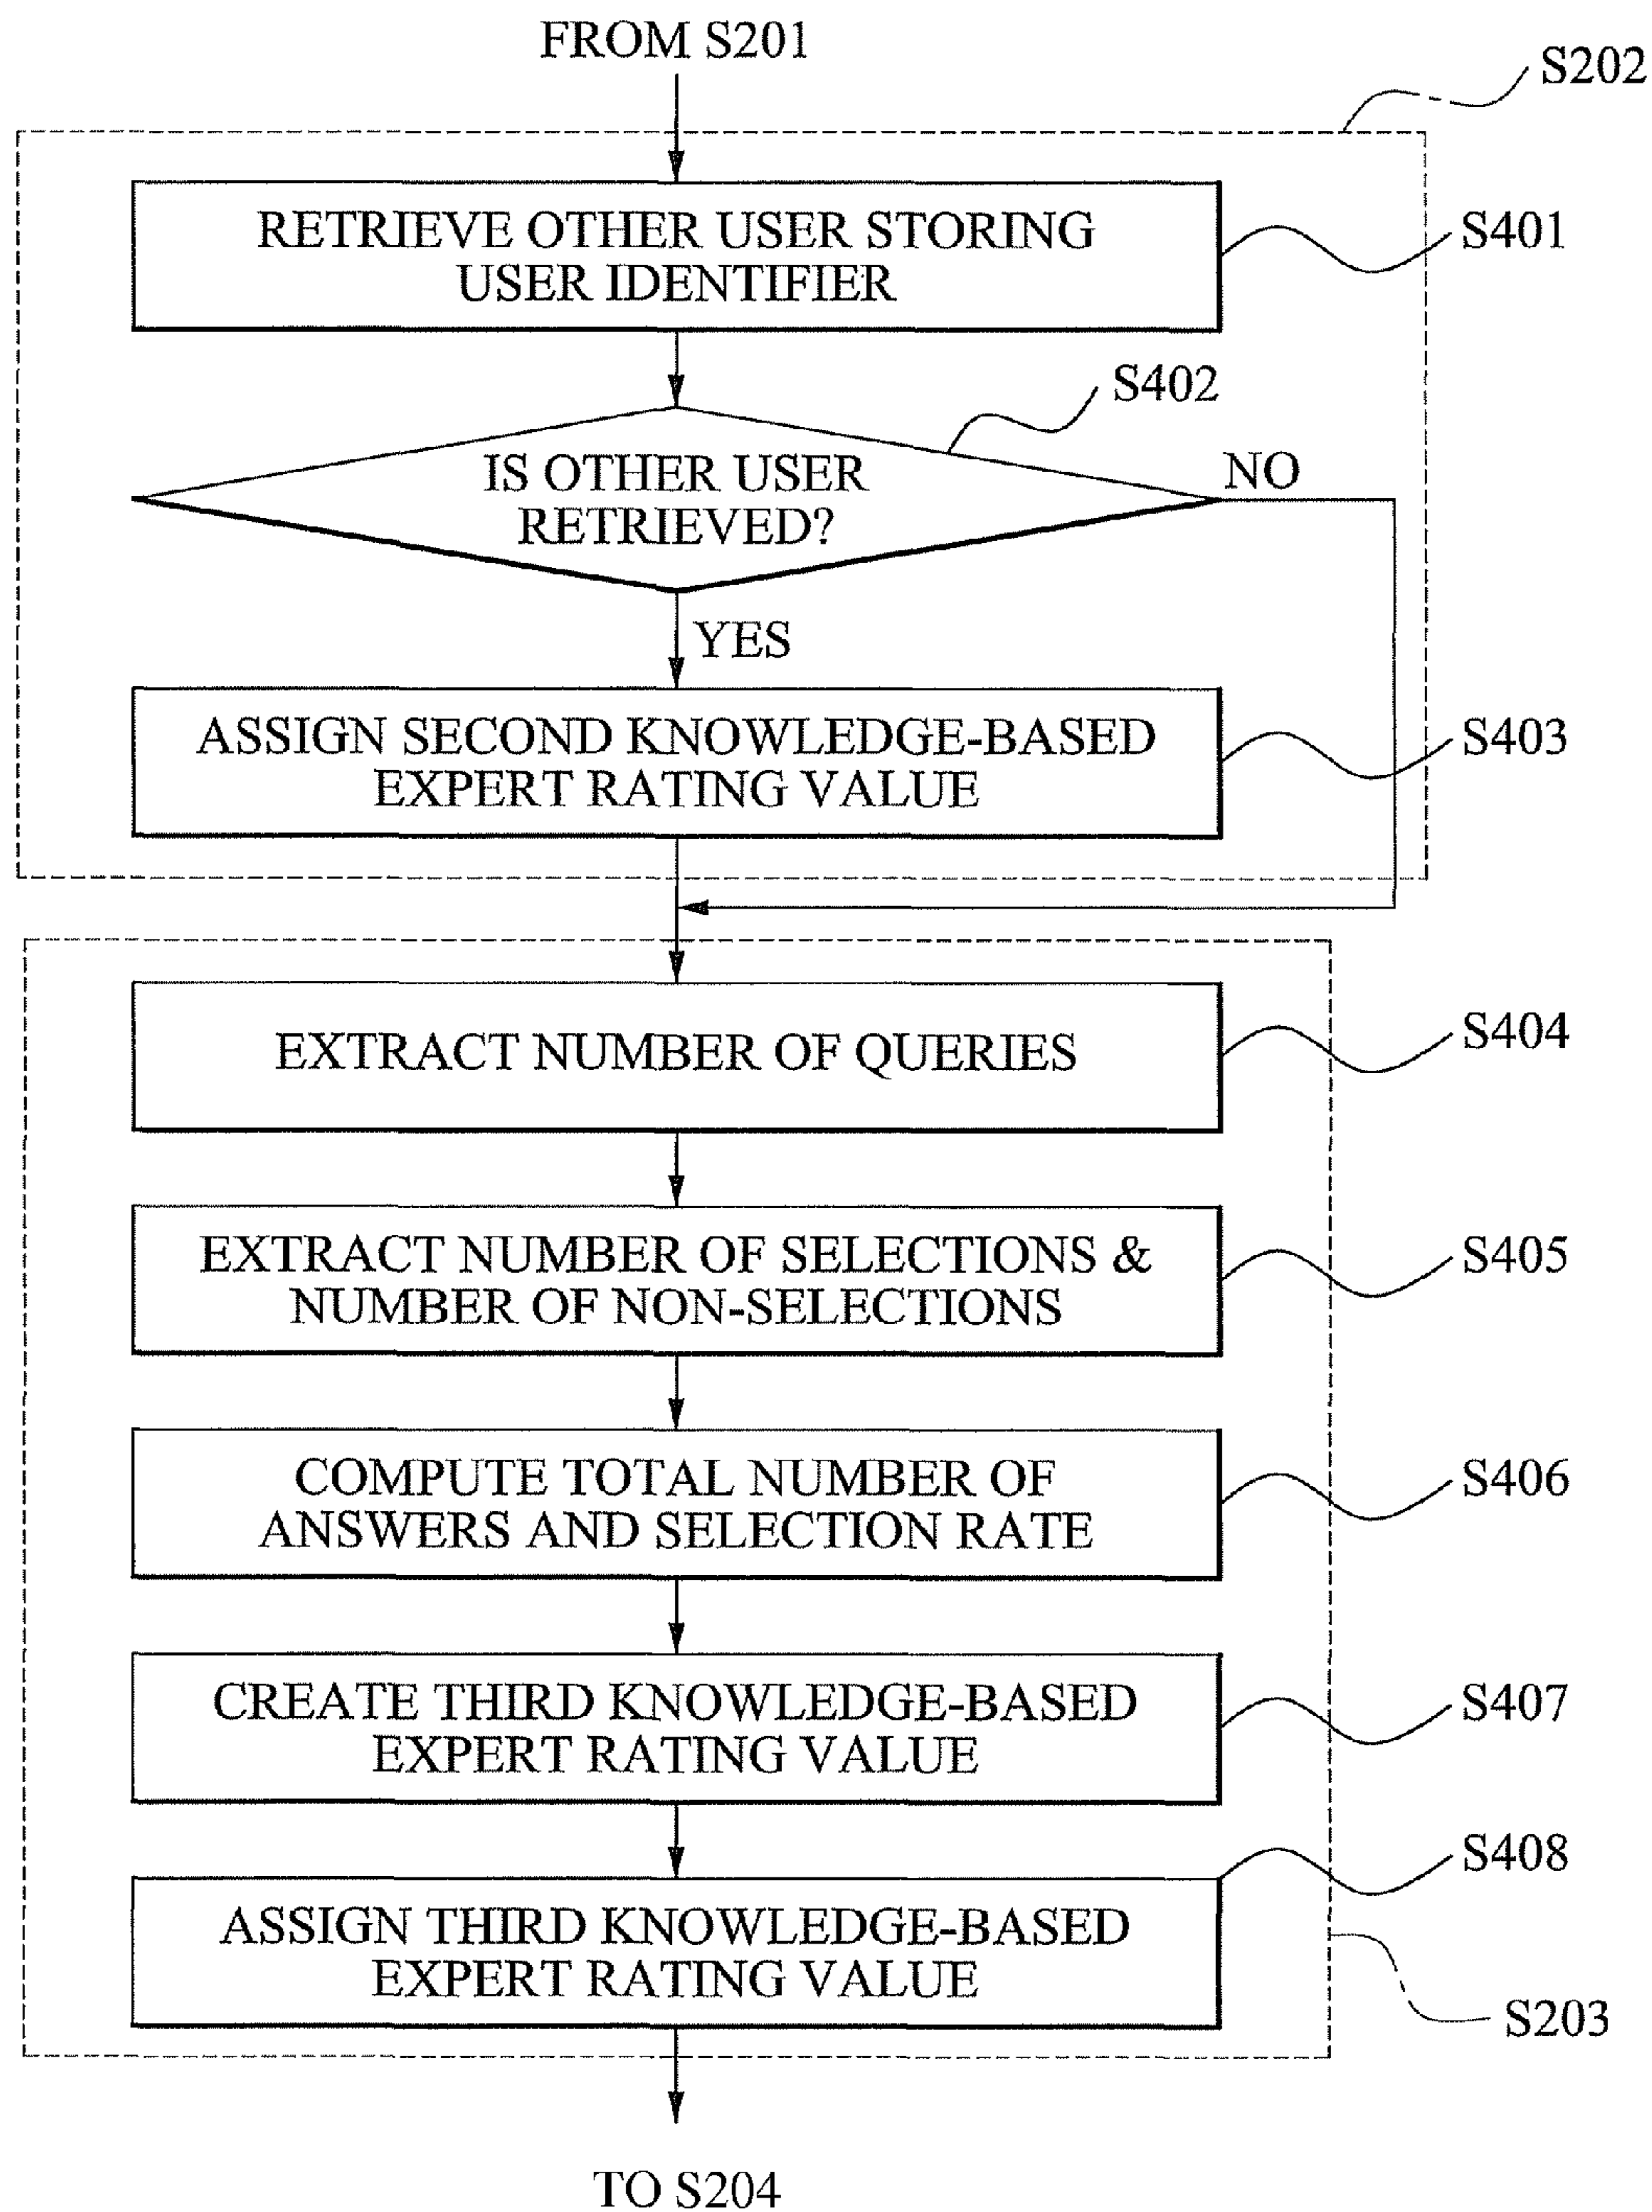 FROM S201
S202
RETRIEVE OTHER USER STORING
USER IDENTIFIER
S401
S402
IS OTHER USER
RETRIEVED?
NO
YES
ASSIGN SECOND KNOWLEDGE-BASED
EXPERT RATING VALUE
S403
EXTRACT NUMBER OF QUERIES
S404
EXTRACT NUMBER OF SELECTIONS &
NUMBER OF NON-SELECTIONS
S405
COMPUTE TOTAL NUMBER OF
ANSWERS AND SELECTION RATE
S406
CREATE THIRD KNOWLEDGE-BASED
EXPERT RATING VALUE
S407
S408
ASSIGN THIRD KNOWLEDGE-BASED
EXPERT RATING VALUE
S203
TO S204